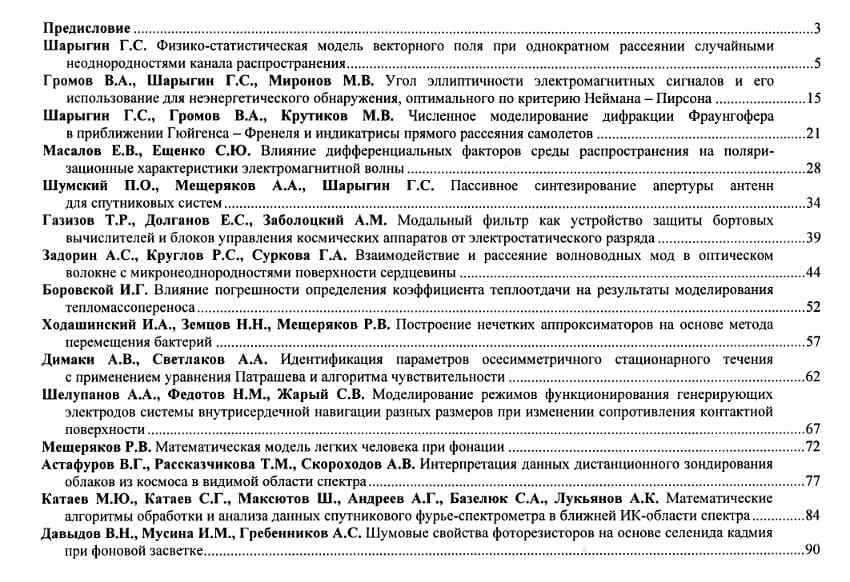 Предисловие ..... 3
Шарыгин Г.С. Физико-статистическая модель векторного поля при однократном рассеянии случайными
неоднородностями канала распространения ..... 5
Громов В.А., Шарыгин Г.С., Миронов М.В. Угол эллиптичности электромагнитных сигналов и его
использование для неэнергетического обнаружения, оптимального по критерию Неймана – Пирсона ..... 15
Шарыгин Г.С., Громов В.А., Крутиков М.В. Численное моделирование дифракции Фраунгофера
в приближении Гюйгенса – Френеля и индикатрисы прямого рассеяния самолетов ..... 21
Масалов Е.В., Ещенко С.Ю. Влияние дифференциальных факторов среды распространения на поляри-
зационные характеристики электромагнитной волны ..... 28
Шумский П.О., Мещеряков А.А., Шарыгин Г.С. Пассивное синтезирование апертуры антенн
для спутниковых систем ..... 34
Газизов Т.Р., Долганов Е.С., Заболоцкий А.М. Модальный фильтр как устройство защиты бортовых
вычислителей и блоков управления космических аппаратов от электростатического разряда ..... 39
Задорин А.С., Круглов Р.С., Суркова Г.А. Взаимодействие и рассеяние волноводных мод в оптическом
волокне с микронеоднородностями поверхности сердцевины ..... 44
Боровской И.Г. Влияние погрешности определения коэффициента теплоотдачи на результаты моделирования
тепломассопереноса ..... 52
Ходашинский И.А., Земцов Н.Н., Мещеряков Р.В. Построение нечетких аппроксиматоров на основе метода
перемещения бактерий ..... 57
Димаки А.В., Светлаков А.А. Идентификация параметров осесимметричного стационарного течения
с применением уравнения Патрашева и алгоритма чувствительности ..... 62
Шелупанов А.А., Федотов Н.М., Жарый С.В. Моделирование режимов функционирования генерирующих
электродов системы внутрисердечной навигации разных размеров при изменении сопротивления контактной
поверхности ..... 67
Мещеряков Р.В. Математическая модель легких человека при фонации ..... 72
Астафуров В.Г., Рассказчикова Т.М., Скороходов А.В. Интерпретация данных дистанционного зондирования
облаков из космоса в видимой области спектра ..... 77
Катаев М.Ю., Катаев С.Г., Максютов Ш., Андреев А.Г., Базелюк С.А., Лукьянов А.К. Математические
алгоритмы обработки и анализа данных спутникового фурье-спектрометра в ближней ИК-области спектра ..... 84
Давыдов В.Н., Мусина И.М., Гребенников А.С. Шумовые свойства фоторезисторов на основе селенида кадмия
при фоновой засветке ..... 90